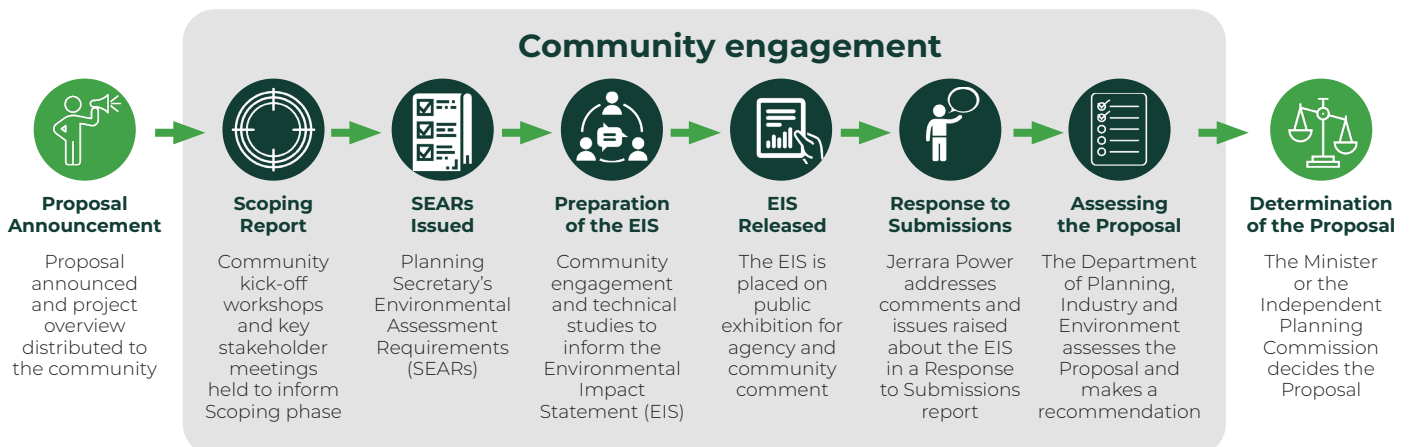 Community engagement
Proposal
Announcement
Proposal
announced
and project
overview
distributed to
the community
Scoping
Report
Community
kick-off
workshops
and key
stakeholder
meetings
held to inform
Scoping phase
SEARs
Issued
Planning
Secretary’s
Environmental
Assessment
Requirements
(SEARs)
Preparation
of the EIS
Community
engagement
and technical
studies to
inform the
Environmental
Impact
Statement (EIS)
EIS
Released
The EIS is
placed on
public
exhibition for
agency and
community
comment
Response to
Submissions
Jerrara Power
addresses
comments and
issues raised
about the EIS
in a Response
to Submissions
report
Assessing
the Proposal
The Department
of Planning,
Industry and
Environment
assesses the
Proposal and
makes a
recommendation
Determination
of the Proposal
The Minister
or the
Independent
Planning
Commission
decides the
Proposal